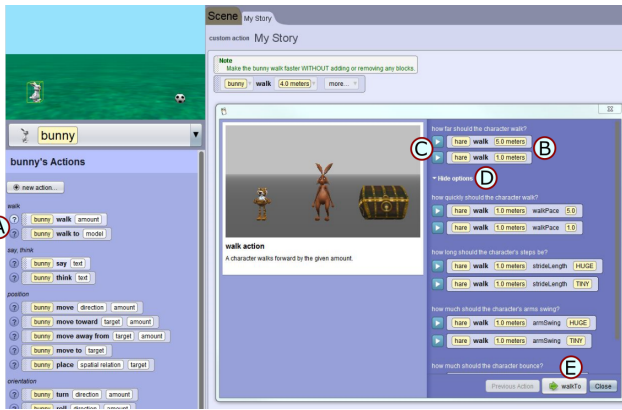 Scene My Story
custom action My Story
Note
Make the bunny walk faster WITHOUT adding or removing any blocks.
bunny walk 4.0 meters more...
bunny
bunny's Actions
new action...
walk
A
? bunny walk amount
? bunny walk to model
say, think
? bunny say text
? bunny think text
position
? bunny move direction amount
? bunny move toward target amount
? bunny move away from target amount
? bunny move to target
? bunny place spatial relation target
orientation
? bunny turn direction amount
bunny roll direction amount
walk action
A character walks forward by the given amount.
how far should the character walk?
C hare walk 5.0 meters B
hare walk 1.0 meters
Hide options D
how quickly should the character walk?
hare walk 1.0 meters walkPace 5.0
hare walk 1.0 meters walkPace 1.0
how long should the character's steps be?
hare walk 1.0 meters strideLength HUGE
hare walk 1.0 meters strideLength TINY
how much should the character's arms swing?
hare walk 1.0 meters armSwing HUGE
hare walk 1.0 meters armSwing TINY
how much should the character bounce?
E
Previous Action walkTo Close